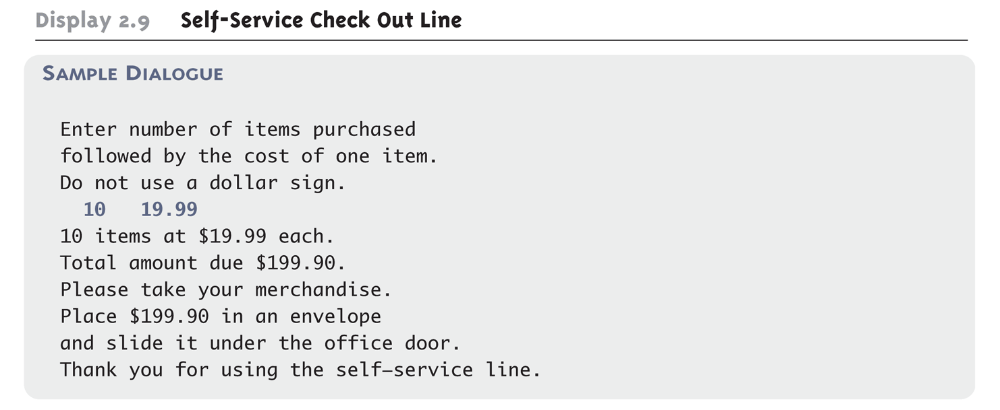 Display 2.9 Self-Service Check Out Line
SAMPLE DIALOGUE
Enter number of items purchased
followed by the cost of one item.
Do not use a dollar sign.
10 19.99
10 items at $19.99 each.
Total amount due $199.90.
Please take your merchandise.
Place $199.90 in an envelope
and slide it under the office door.
Thank you for using the self–service line.